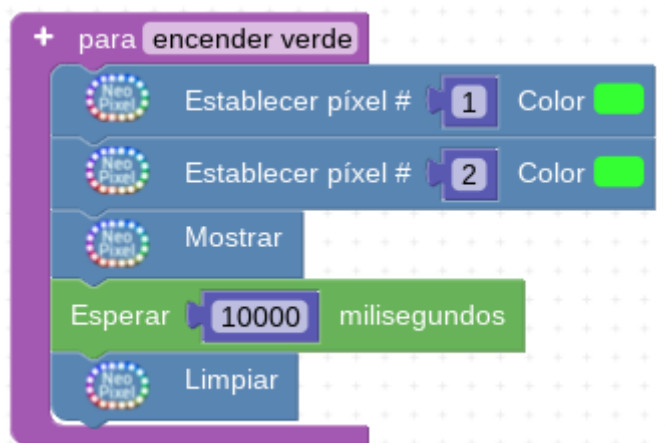 + para encender verde
Neo Pixel Establecer píxel # 1 Color
Neo Pixel Establecer píxel # 2 Color
Neo Pixel Mostrar
Esperar 10000 milisegundos
Neo Pixel Limpiar